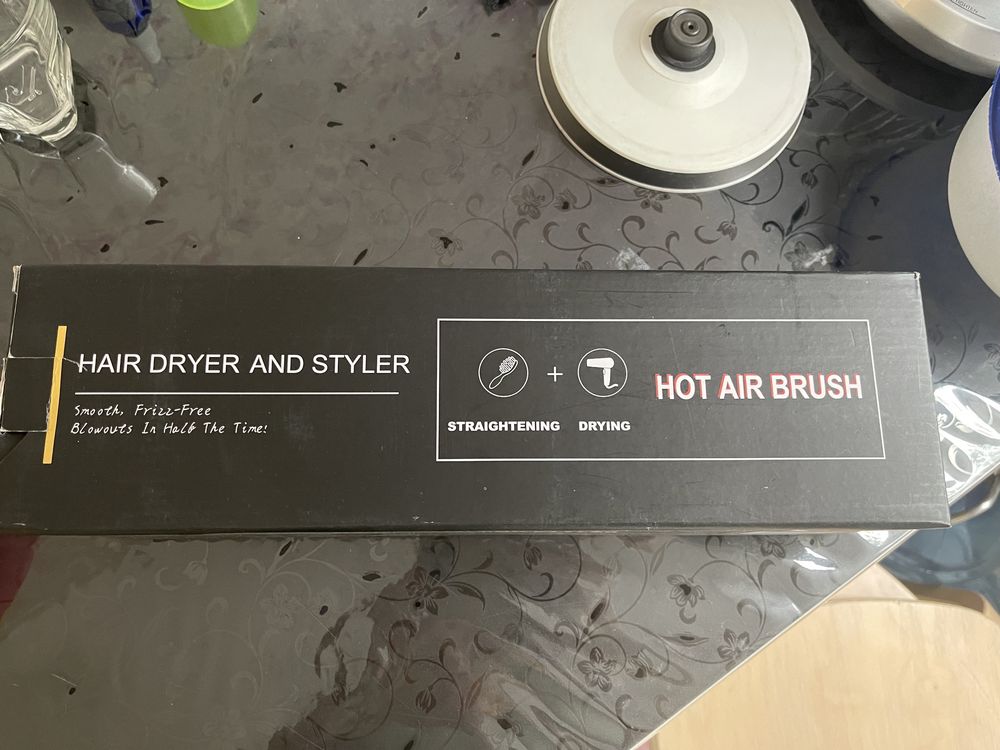 HAIR DRYER AND STYLER
Smooth, Frizz-Free
Blowouts In Half The Time!
+
STRAIGHTENING DRYING
HOT AIR BRUSH